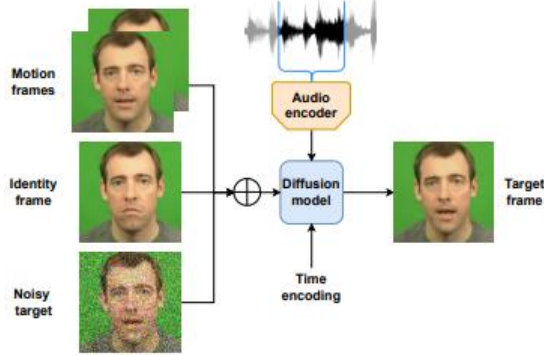 Motion
frames
Audio
encoder
Identity
frame
Diffusion
model
Target
frame
Noisy
target
Time
encoding